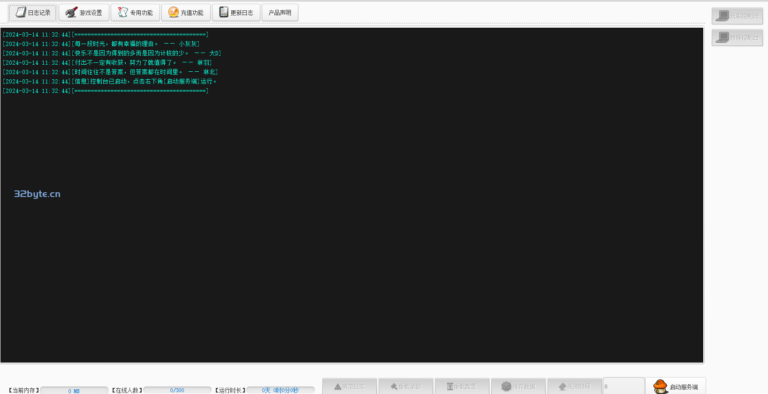 日志记录 游戏设置 专用功能 充值功能 更新日志 产品声明
[2024-03-14 11:32:44][========================================]
[2024-03-14 11:32:44][每一段时光，都有幸福的理由。 —— 小灰灰]
[2024-03-14 11:32:44][快乐不是因为得到的多而是因为计较的少。 —— 大D]
[2024-03-14 11:32:44][付出不一定有收获，努力了就值得了。 —— 林羽]
[2024-03-14 11:32:44][时间往往不是答案，但答案都在时间里。 —— 林北]
[2024-03-14 11:32:44][信息]控制台已启动，点击右下角[启动服务端]运行。
[2024-03-14 11:32:44][========================================]
32byte.cn
【当前内存】 0 MB 【在线人数】 0/300 【运行时长】 0天 0时0分0秒
0 启动服务端